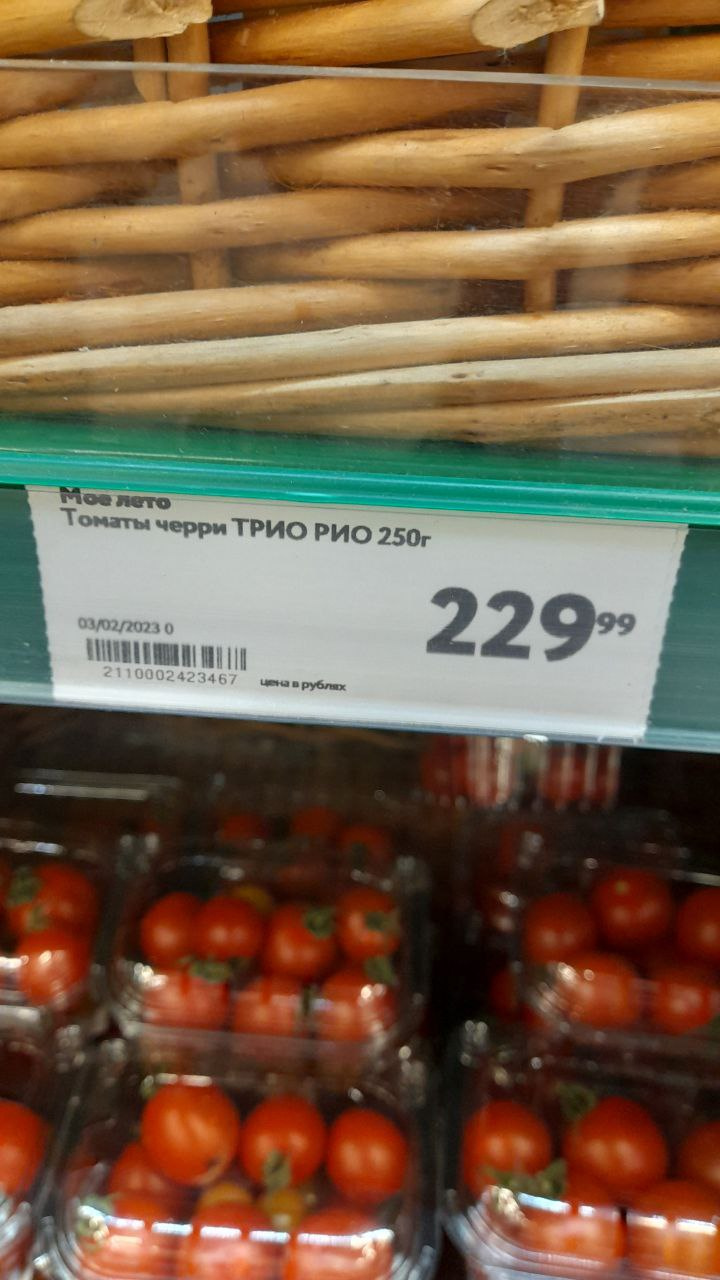 Мое лето
Томаты черри ТРИО РИО 250г
229 99
03/02/2023 0
2110002423467
цена в рублях